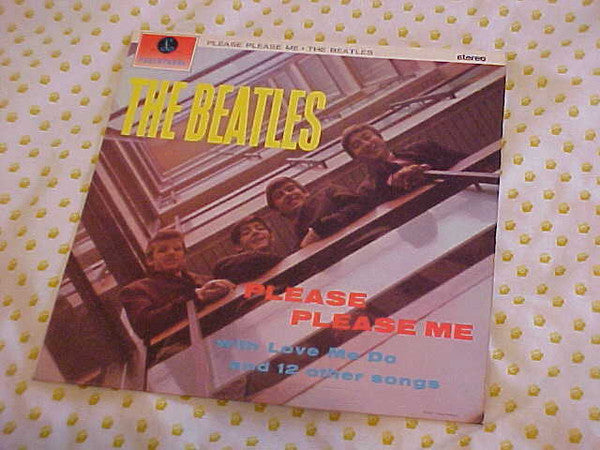 PLEASE PLEASE ME • THE BEATLES
stereo
PARLOPHONE
THE BEATLES
PLEASE
PLEASE ME
with Love Me Do
and 12 other songs